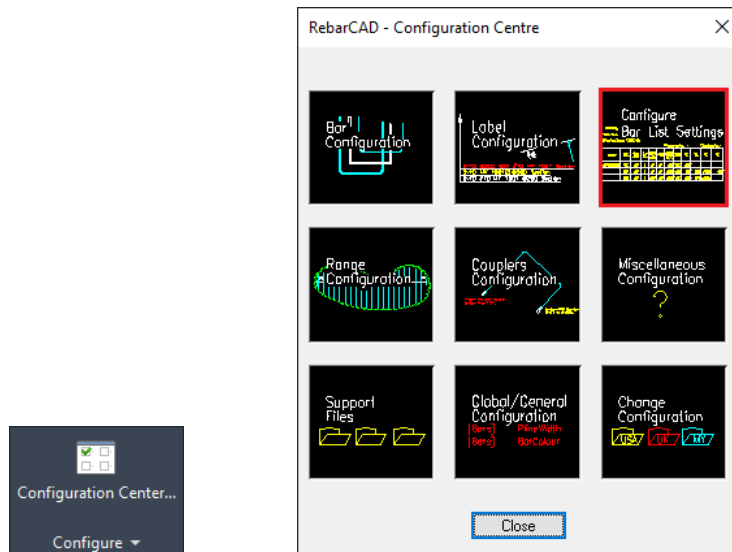 RebarCAD - Configuration Centre
Bar
Configuration
Label
Configuration
Configure
Bar List Settings
Range
Configuration
Couplers
Configuration
Miscellaneous
Configuration
?
Support
Files
Global/General
Configuration
[Bars] PlineWidth
[Bars] BarColour
Change
Configuration
USA UK MY
Close
Configuration Center...
Configure